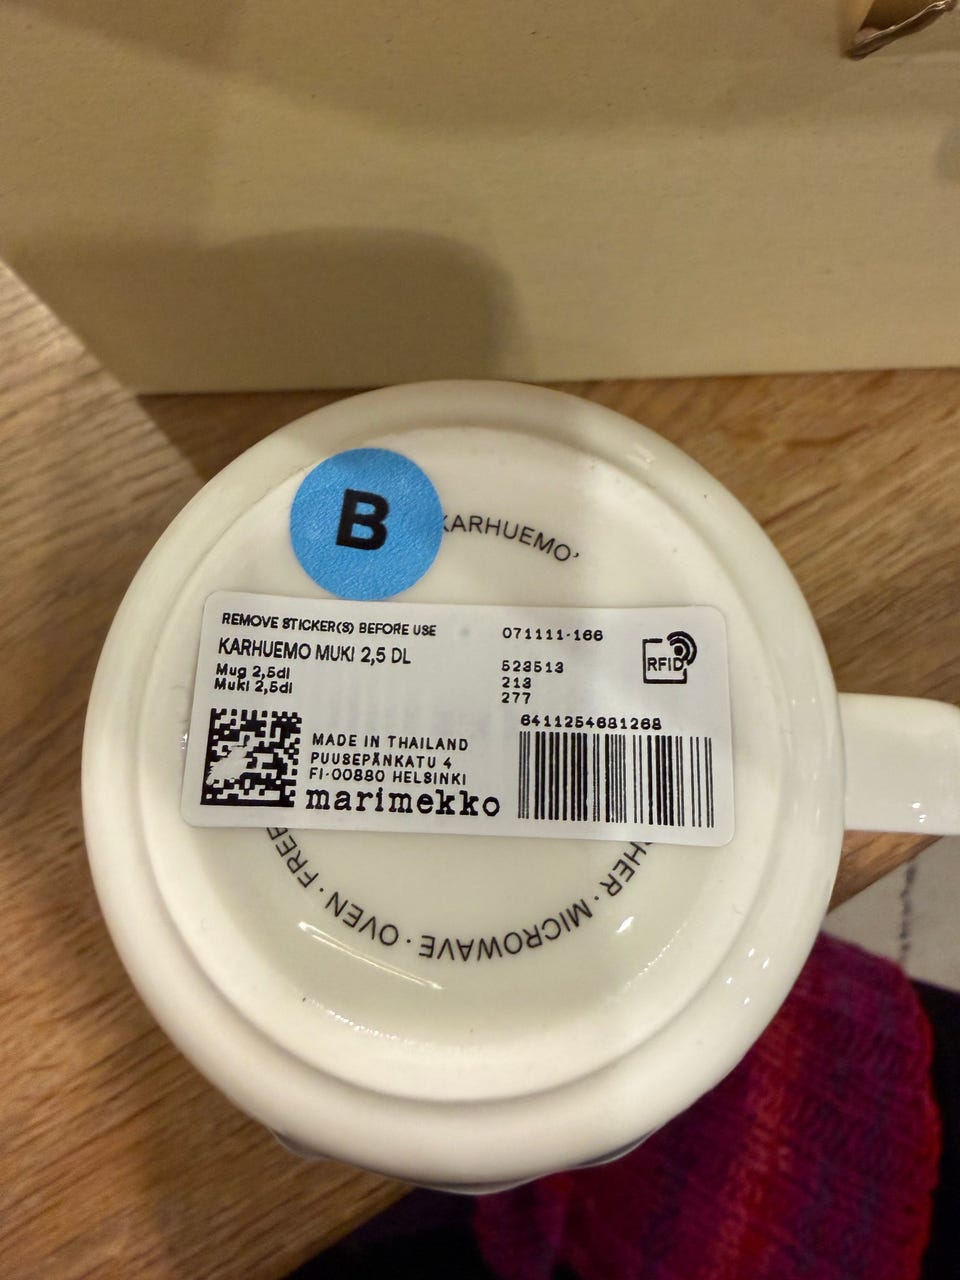 B
KARHUEMO'
REMOVE STICKER(S) BEFORE USE
KARHUEMO MUKI 2,5 DL
Mug 2,5dl
Muki 2,5dl
071111-166
523513
213
277
RFID
6411254681268
MADE IN THAILAND
PUUSEPÄNKATU 4
FI-00880 HELSINKI
marimekko
HER · MICROWAVE · OVEN · FREE